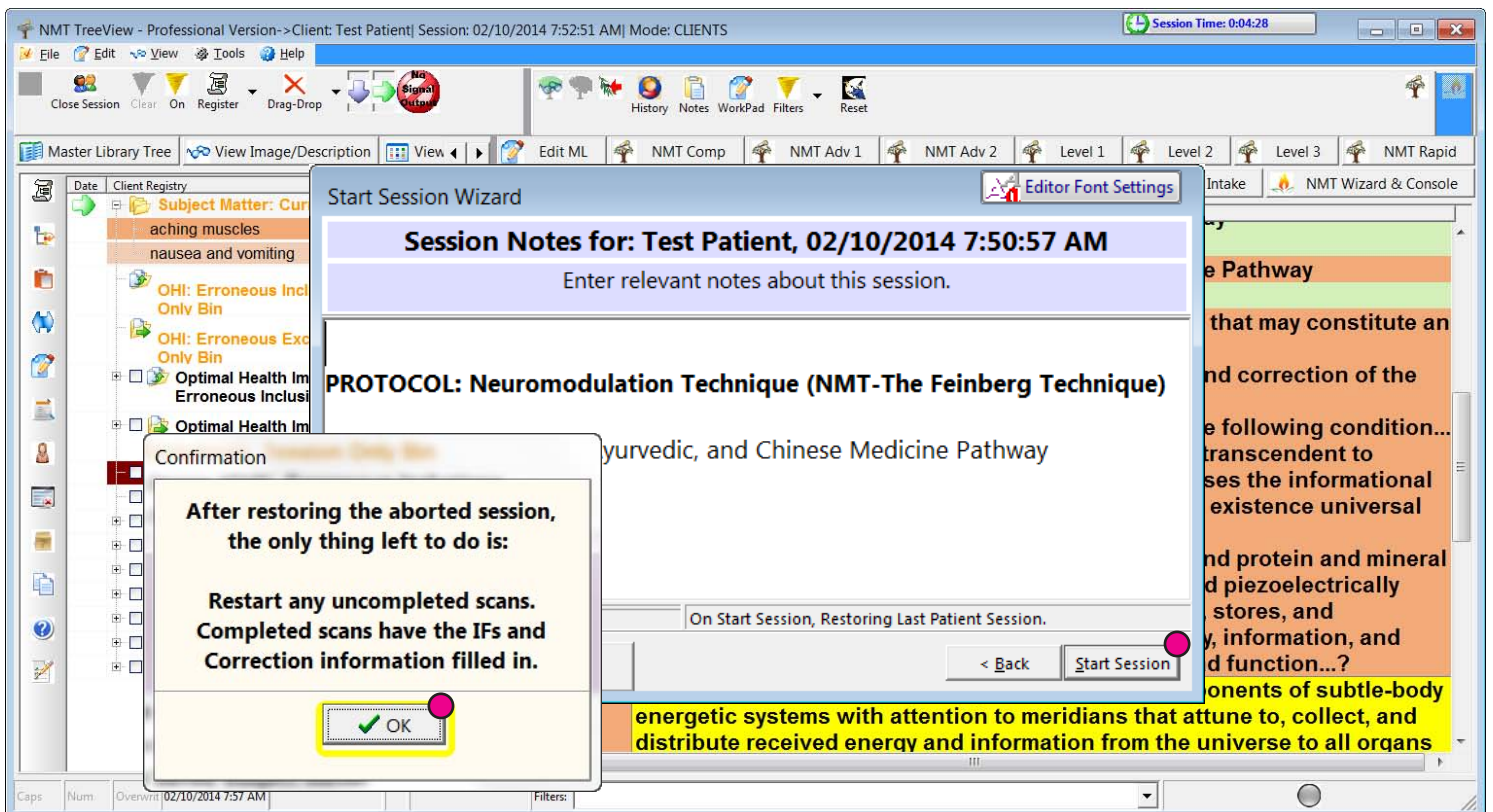 NMT TreeView - Professional Version->Client: Test Patient| Session: 02/10/2014 7:52:51 AM| Mode: CLIENTS
Session Time: 0:04:28
File Edit View Tools Help
Close Session Clear On Register Drag-Drop No Signal Output History Notes WorkPad Filters Reset
Master Library Tree View Image/Description View Edit ML NMT Comp NMT Adv 1 NMT Adv 2 Level 1 Level 2 Level 3 NMT Rapid
Intake NMT Wizard & Console
Date Client Registry
Subject Matter: Cur
aching muscles
nausea and vomiting
OHI: Erroneous Incl
Only Bin
OHI: Erroneous Exc
Only Bin
Optimal Health Im
Erroneous Inclusi
Optimal Health Im
Start Session Wizard
Editor Font Settings
Session Notes for: Test Patient, 02/10/2014 7:50:57 AM
Enter relevant notes about this session.
PROTOCOL: Neuromodulation Technique (NMT-The Feinberg Technique)
yurvedic, and Chinese Medicine Pathway
On Start Session, Restoring Last Patient Session.
< Back Start Session
Confirmation
After restoring the aborted session,
the only thing left to do is:
Restart any uncompleted scans.
Completed scans have the IFs and
Correction information filled in.
OK
e Pathway
that may constitute an
nd correction of the
e following condition...
transcendent to
ses the informational
existence universal
nd protein and mineral
d piezoelectrically
, stores, and
y, information, and
d function...?
ponents of subtle-body
energetic systems with attention to meridians that attune to, collect, and
distribute received energy and information from the universe to all organs
Caps Num Overwrt 02/10/2014 7:57 AM Filters: